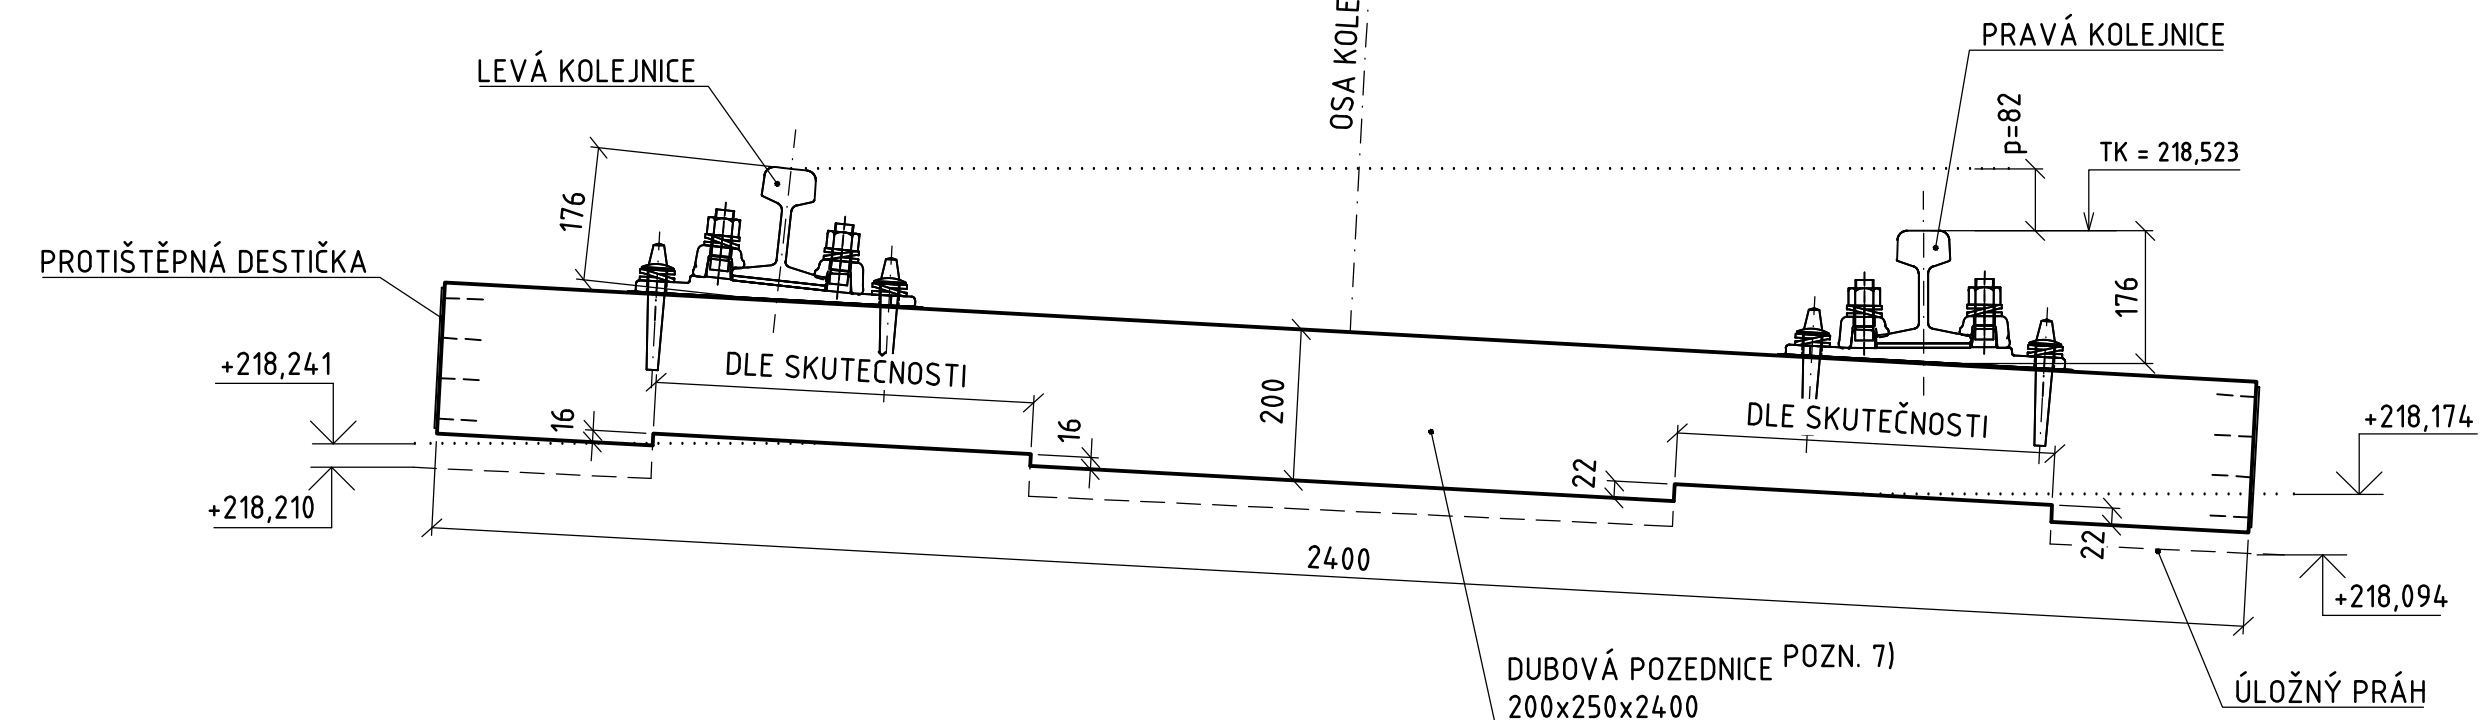 OSA KOLE
PRAVÁ KOLEJNICE
LEVÁ KOLEJNICE
p=82
TK = 218,523
176
176
PROTIŠTĚPNÁ DESTIČKA
+218,241
DLE SKUTEČNOSTI
200
DLE SKUTEČNOSTI
+218,174
16
16
22
+218,210
22
2400
+218,094
DUBOVÁ POZEDNICE POZN. 7)
200x250x2400
ÚLOŽNÝ PRÁH